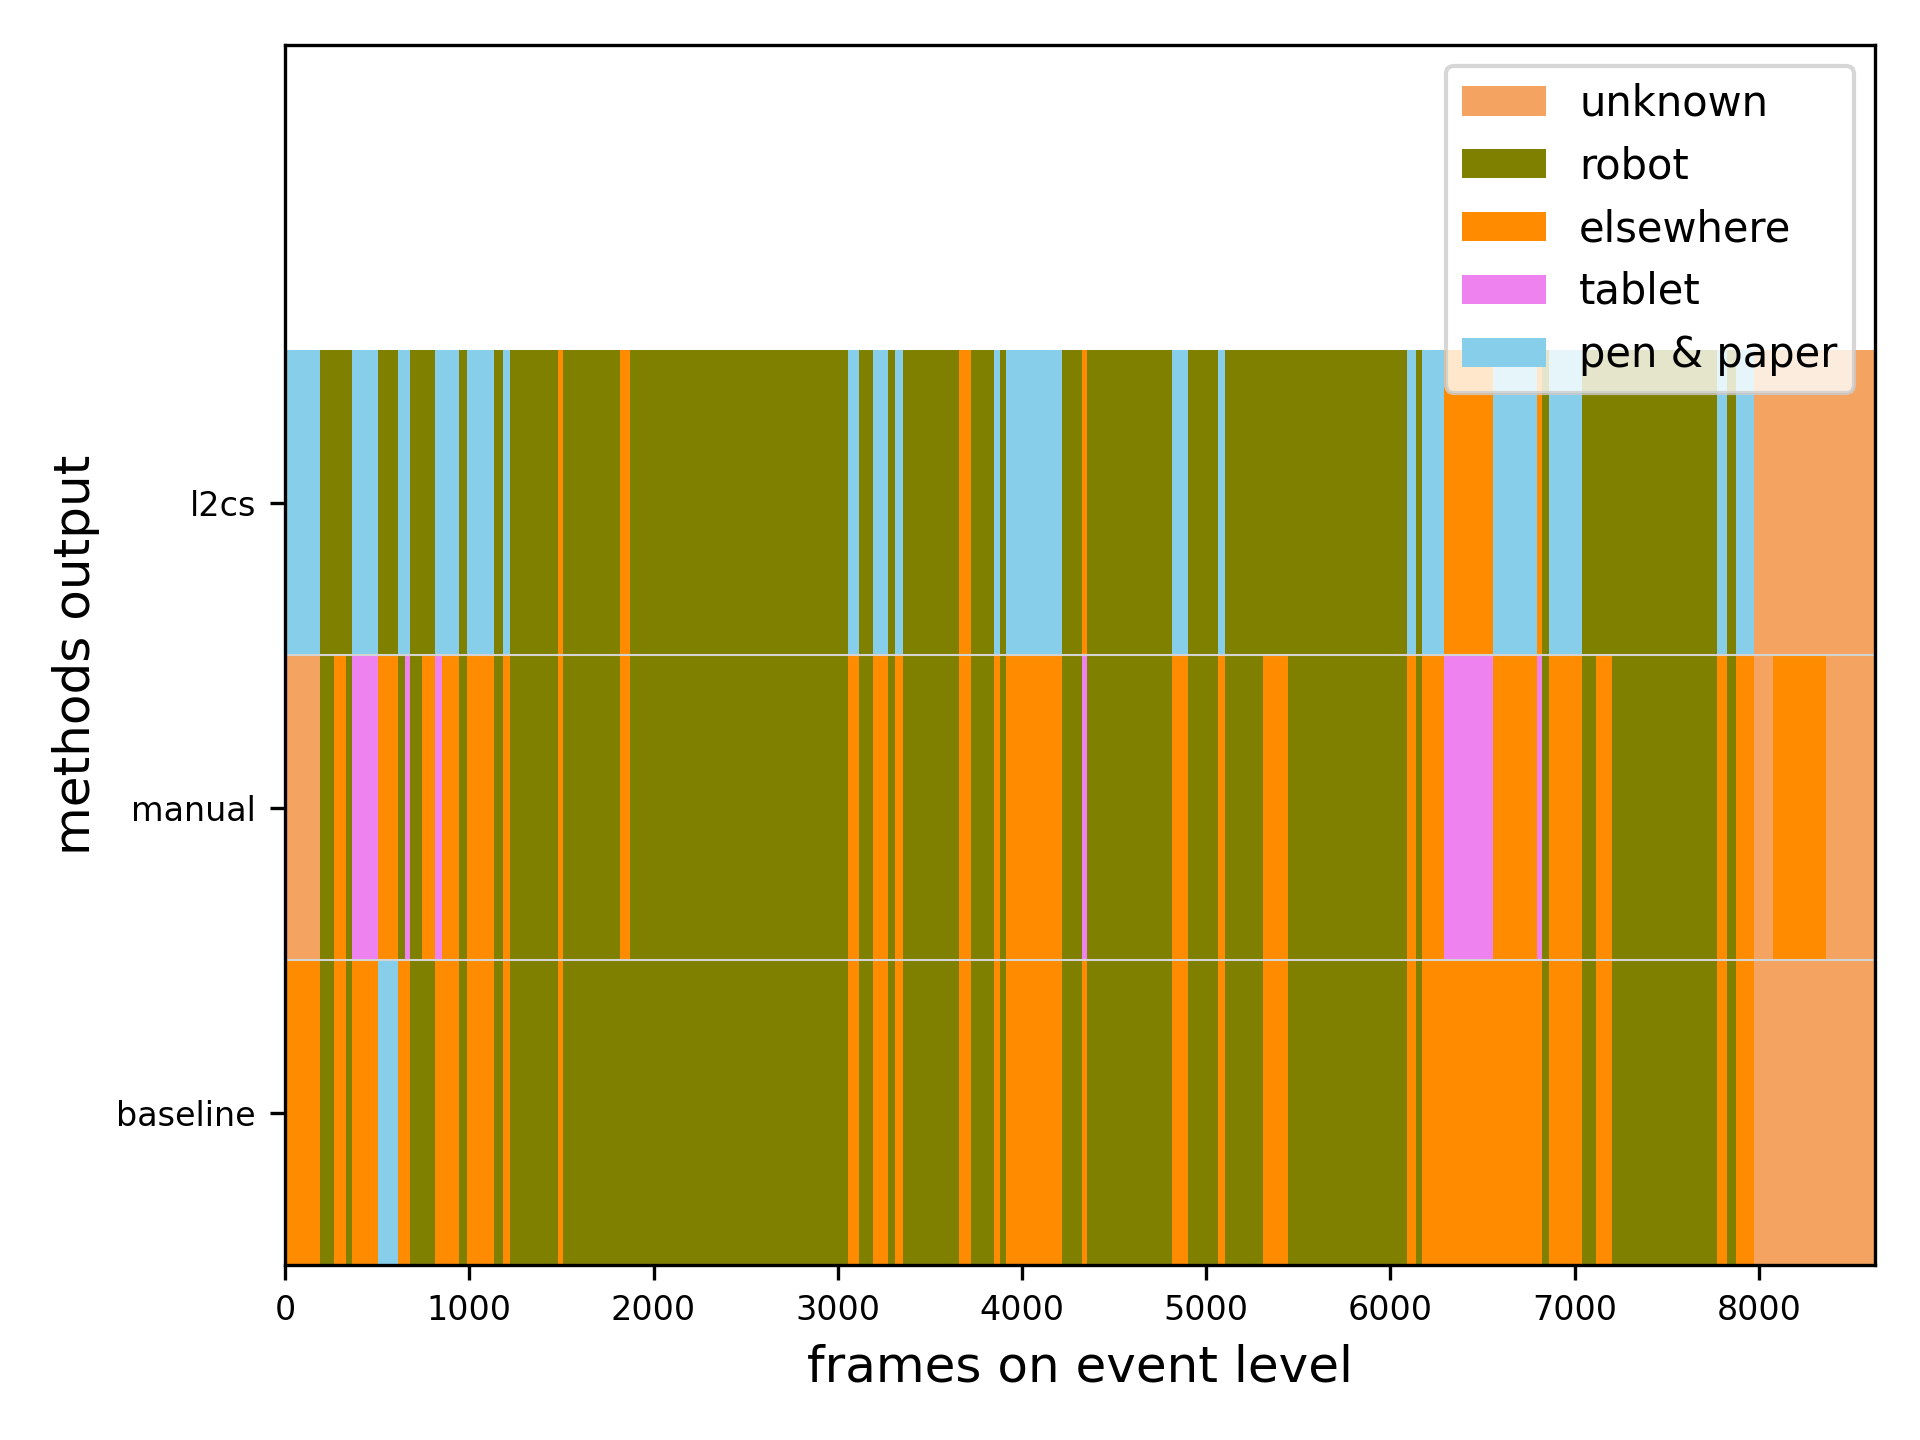 unknown
robot
elsewhere
tablet
pen & paper
methods output
l2cs
manual
baseline
0 1000 2000 3000 4000 5000 6000 7000 8000
frames on event level